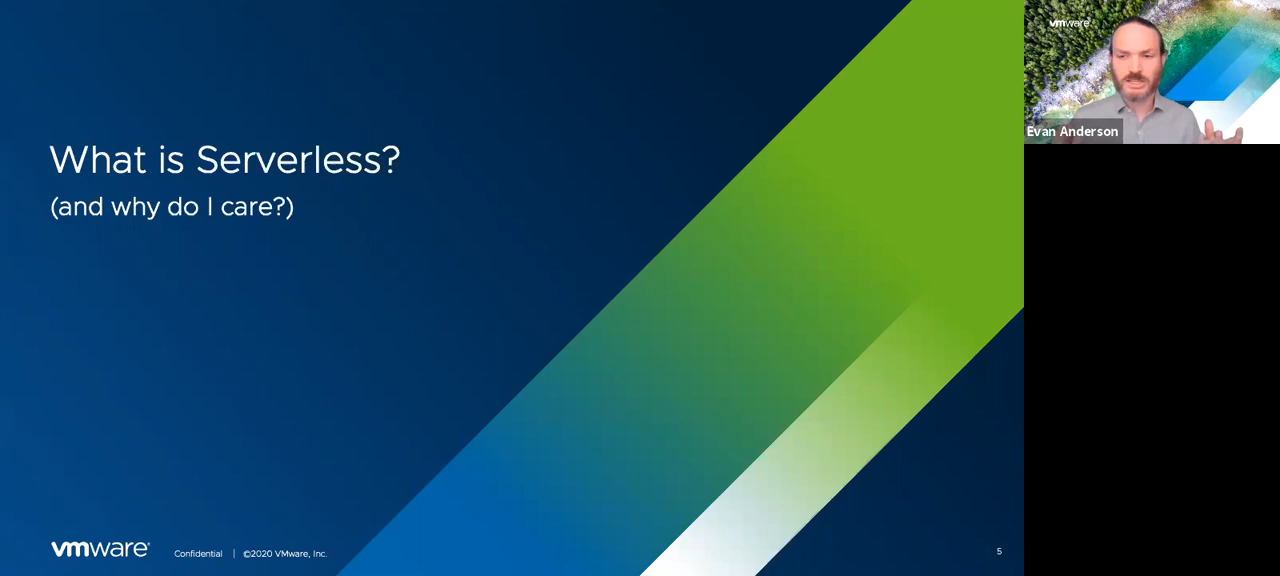 What is Serverless?
(and why do I care?)
vmware®
Confidential | ©2020 VMware, Inc.
5
vmware
Evan Anderson